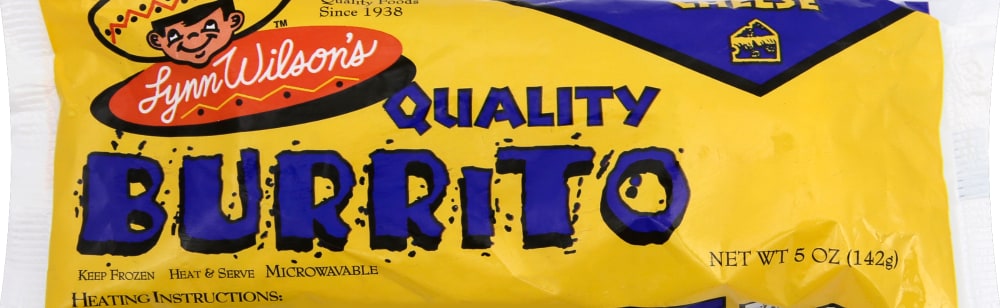 Quality Foods
Since 1938
CHEESE
TM
Lynn Wilson's
QUALITY
BURRITO
NET WT 5 OZ (142g)
KEEP FROZEN HEAT & SERVE MICROWAVABLE
HEATING INSTRUCTIONS: